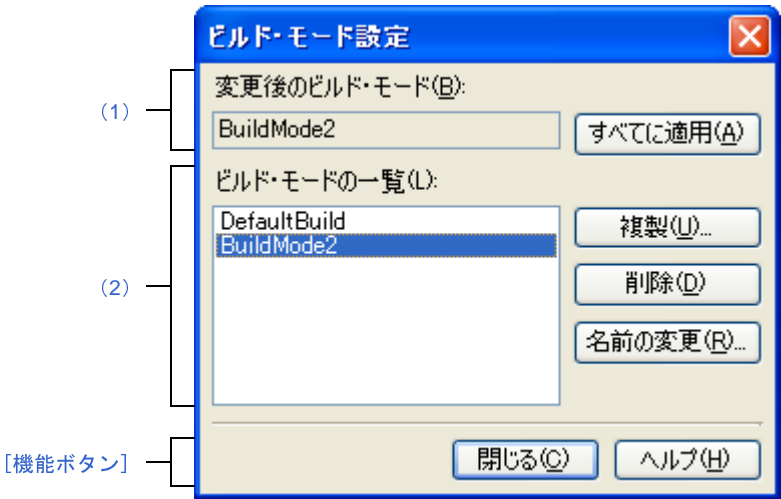 ビルド・モード設定
(1)
変更後のビルド・モード(B):
BuildMode2
すべてに適用(A)
(2)
ビルド・モードの一覧(L):
DefaultBuild
BuildMode2
複製(U)...
削除(D)
名前の変更(R)...
[機能ボタン]
閉じる(C)
ヘルプ(H)